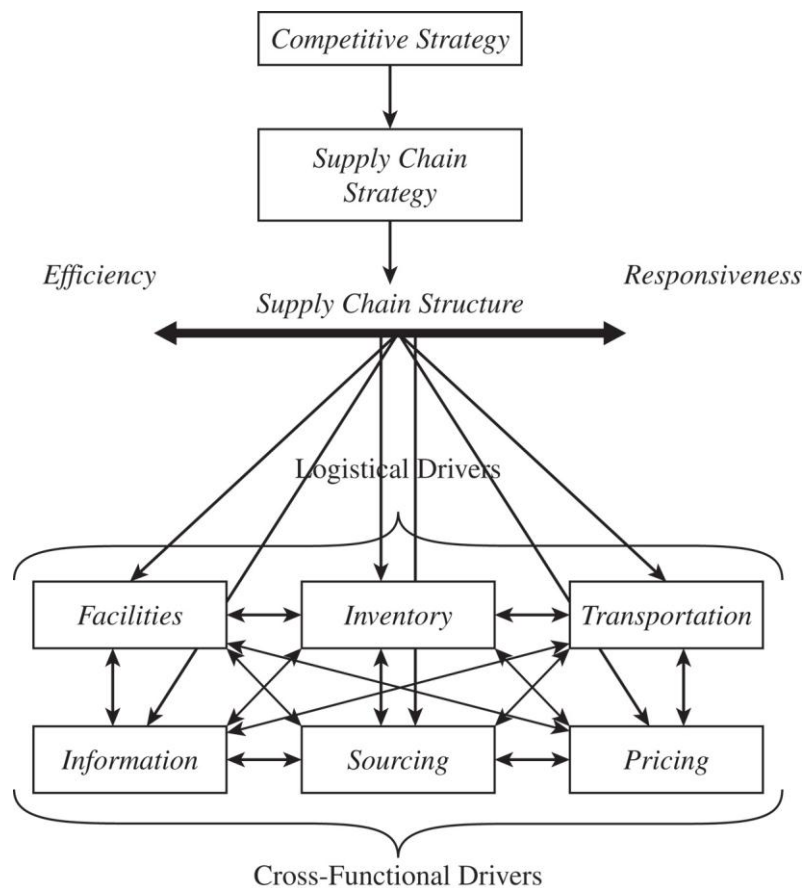 Competitive Strategy
Supply Chain
Strategy
Efficiency
Responsiveness
Supply Chain Structure
Logistical Drivers
Facilities
Inventory
Transportation
Information
Sourcing
Pricing
Cross-Functional Drivers